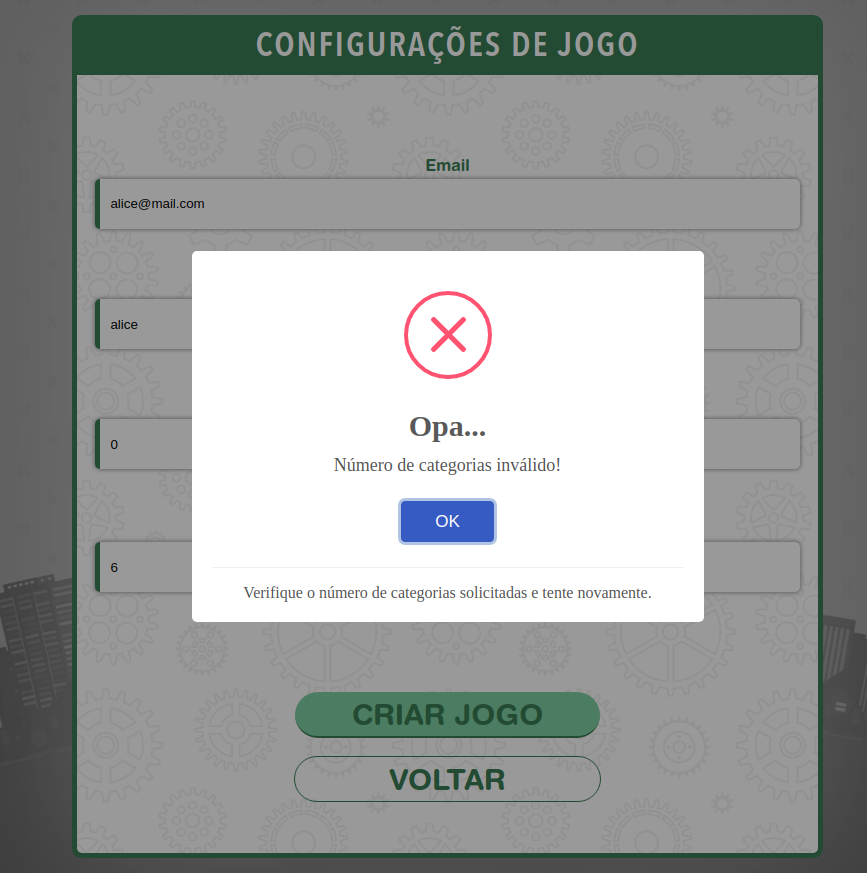 CONFIGURAÇÕES DE JOGO
Email
alice@mail.com
alice
0
6
Opa...
Número de categorias inválido!
OK
Verifique o número de categorias solicitadas e tente novamente.
CRIAR JOGO
VOLTAR